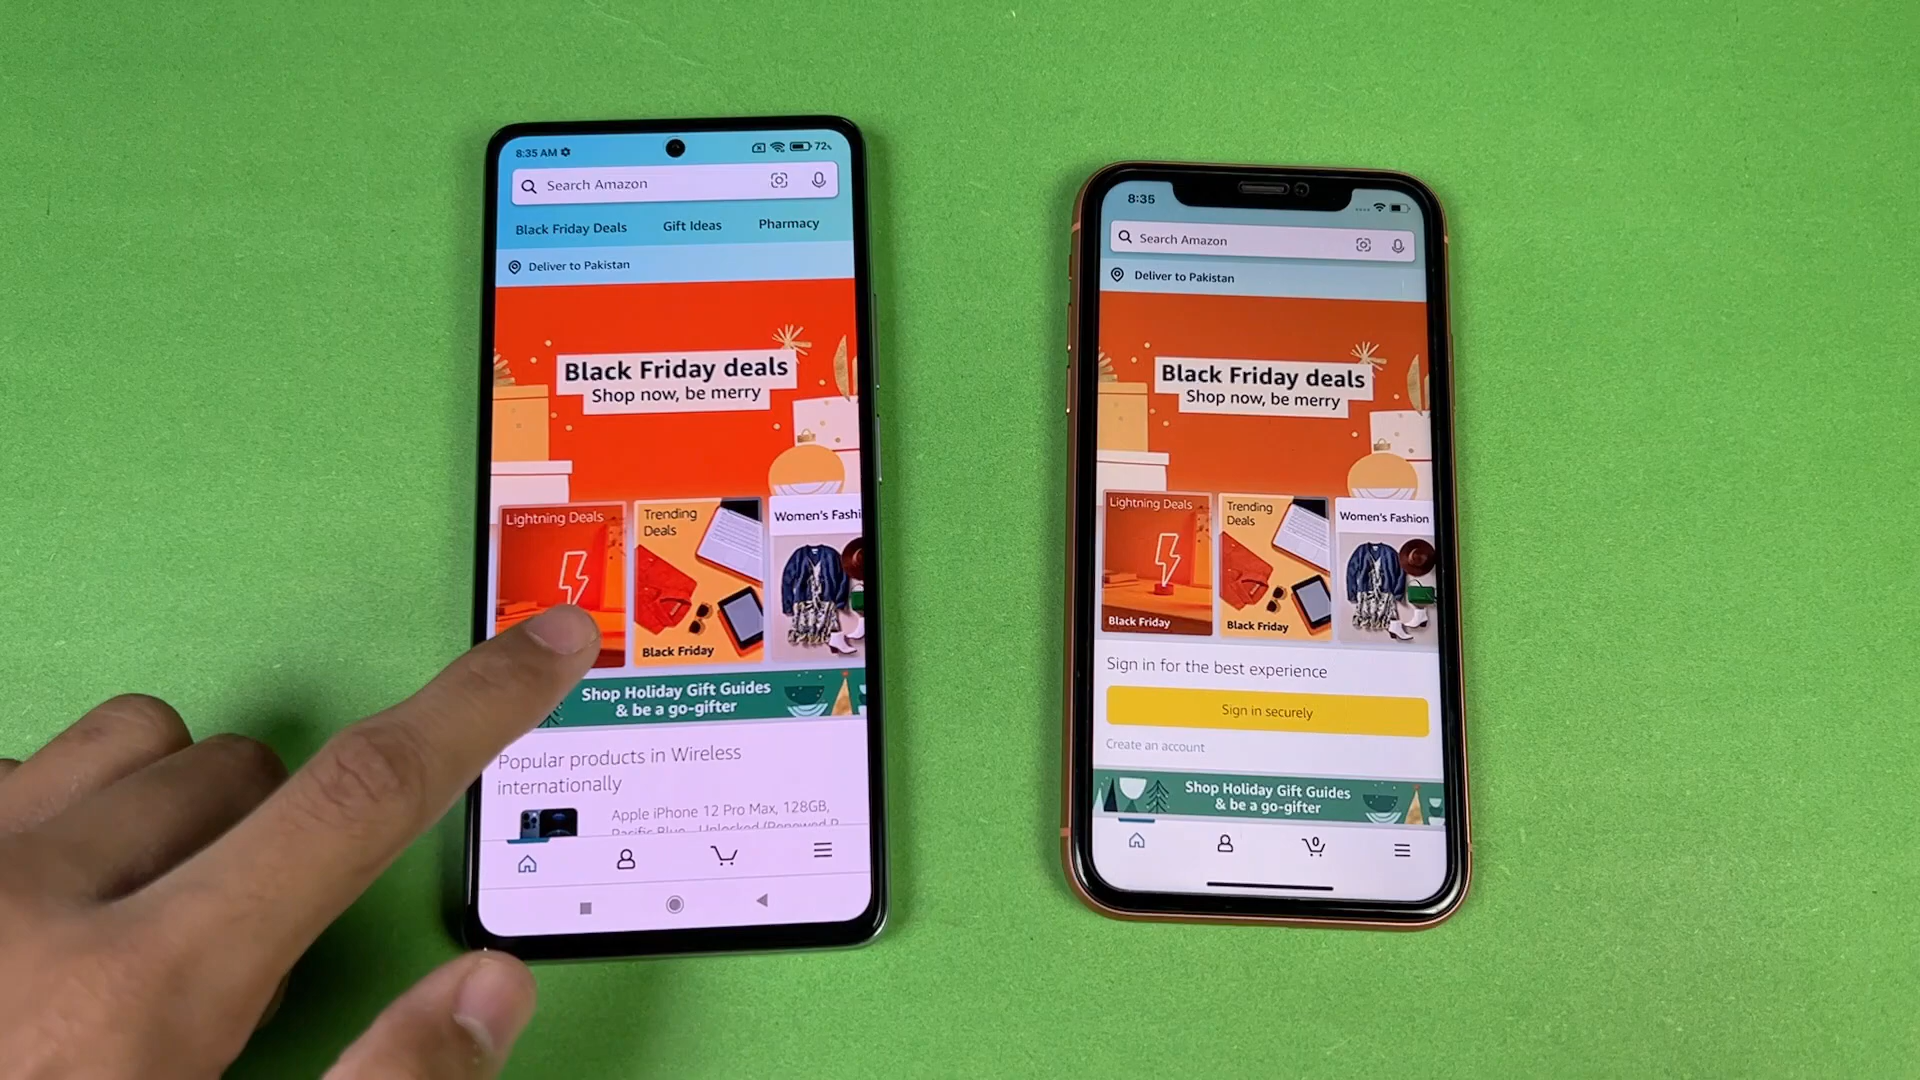 8:35 AM
72%
Search Amazon
Black Friday Deals
Gift Ideas
Pharmacy
Deliver to Pakistan
Black Friday deals
Shop now, be merry
Lightning Deals
Trending
Deals
Black Friday
Women's Fashi
Shop Holiday Gift Guides
& be a go-gifter
Popular products in Wireless
internationally
Apple iPhone 12 Pro Max, 128GB,
Pacific Blue - Unlocked (Renewed P
8:35
Search Amazon
Deliver to Pakistan
Black Friday deals
Shop now, be merry
Lightning Deals
Black Friday
Trending
Deals
Black Friday
Women's Fashion
Sign in for the best experience
Sign in securely
Create an account
Shop Holiday Gift Guides
& be a go-gifter
0